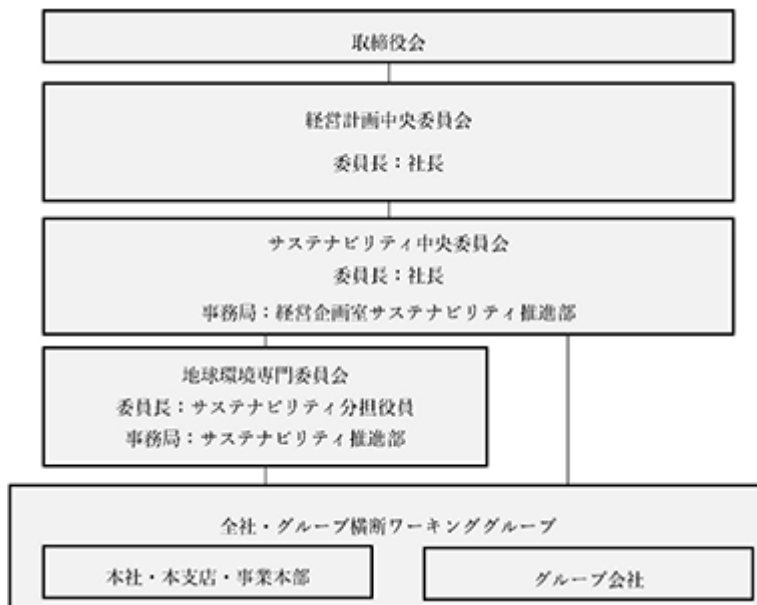 取締役会
経営計画中央委員会
委員長：社長
サステナビリティ中央委員会
委員長：社長
事務局：経営企画室サステナビリティ推進部
地球環境専門委員会
委員長：サステナビリティ分担役員
事務局：サステナビリティ推進部
全社・グループ横断ワーキンググループ
本社・本支店・事業本部
グループ会社